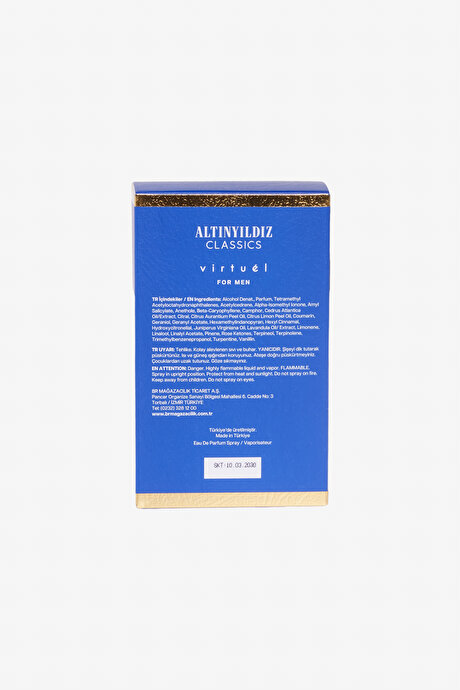 ALTINYILDIZ
CLASSICS
virtuél
FOR MEN
TR İçindekiler / EN Ingredients: Alcohol Denat., Parfum, Tetramethyl
Acetyloctahydronaphthalenes, Acetylcedrene, Alpha-Isomethyl Ionone, Amyl
Salicylate, Anethole, Beta-Caryophyllene, Camphor, Cedrus Atlantica
Oil/Extract, Citral, Citrus Aurantium Peel Oil, Citrus Limon Peel Oil, Coumarin,
Geraniol, Geranyl Acetate, Hexamethylindanopyran, Hexyl Cinnamal,
Hydroxycitronellal, Juniperus Virginiana Oil, Lavandula Oil/ Extract, Limonene,
Linalool, Linalyl Acetate, Pinene, Rose Ketones, Terpineol, Terpinolene,
Trimethylbenzenepropanol, Turpentine, Vanillin.
TR UYARI: Tehlike. Kolay alevlenen sıvı ve buhar. YANICIDIR. Şişeyi dik tutarak
püskürtünüz. Isı ve güneş ışığından koruyunuz. Ateşe doğru püskürtmeyiniz.
Çocuklardan uzak tutunuz. Göze sıkmayınız.
EN ATTENTION: Danger. Highly flammable liquid and vapor. FLAMMABLE.
Spray in upright position. Protect from heat and sunlight. Do not spray on fire.
Keep away from children. Do not spray on eyes.
BR MAĞAZACILIK TİCARET A.Ş.
Pancar Organize Sanayi Bölgesi Mahallesi 6. Cadde No: 3
Torbalı / İZMİR TÜRKİYE
Tel: (0232) 328 12 00
www.brmagazacilik.com.tr
Türkiye'de üretilmiştir.
Made in Türkiye
Eau De Parfum Spray / Vaporisateur
SKT-10.03.2030